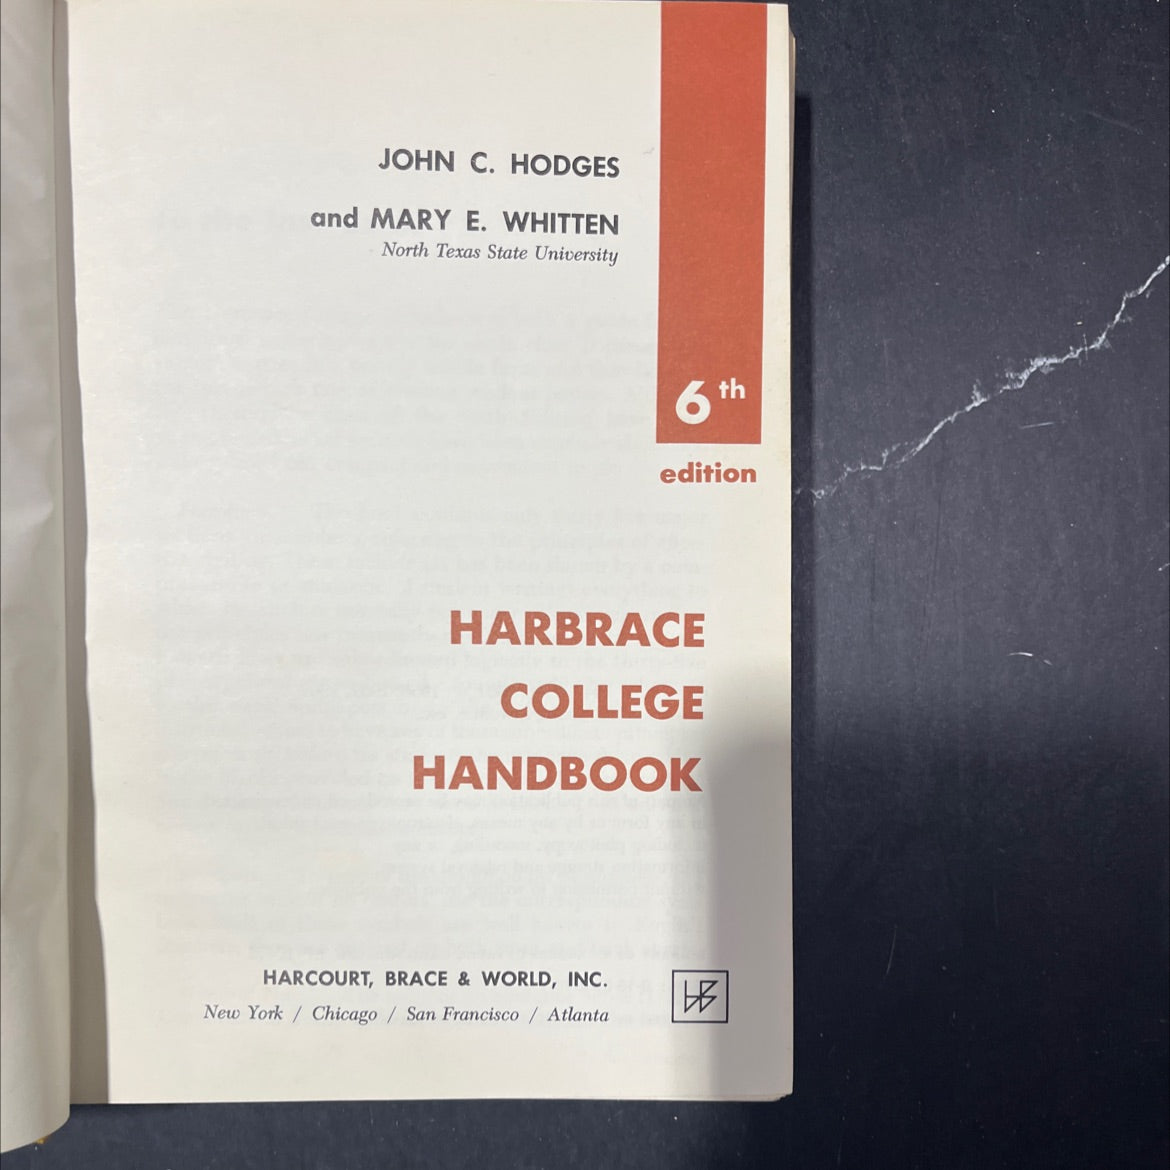 JOHN C. HODGES
and MARY E. WHITTEN
North Texas State University
6th
edition
HARBRACE
COLLEGE
HANDBOOK
HARCOURT, BRACE & WORLD, INC.
New York / Chicago / San Francisco / Atlanta